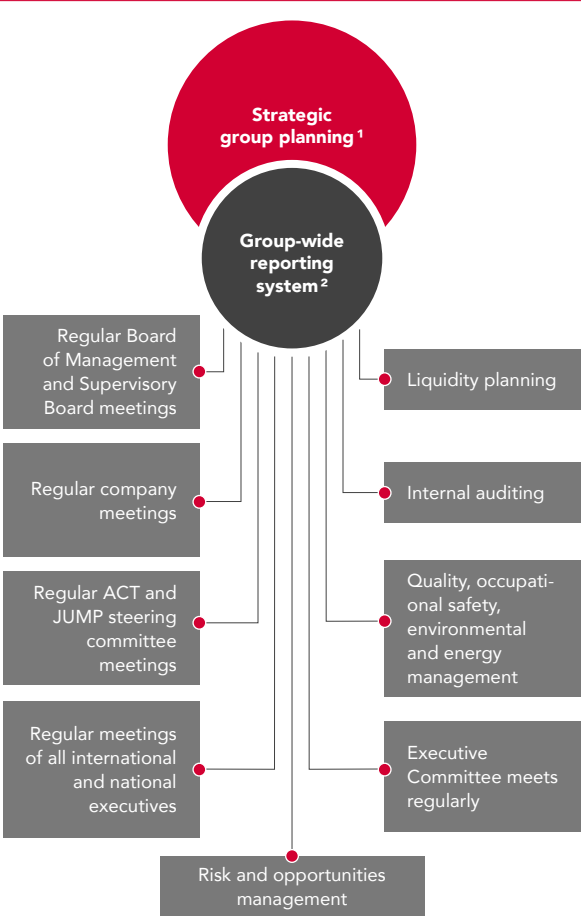 Strategic
group planning ¹
Group-wide
reporting
system ²
Regular Board
of Management
and Supervisory
Board meetings
Liquidity planning
Regular company
meetings
Internal auditing
Regular ACT and
JUMP steering
committee
meetings
Quality, occupati-
onal safety,
environmental
and energy
management
Regular meetings
of all international
and national
executives
Executive
Committee meets
regularly
Risk and opportunities
management